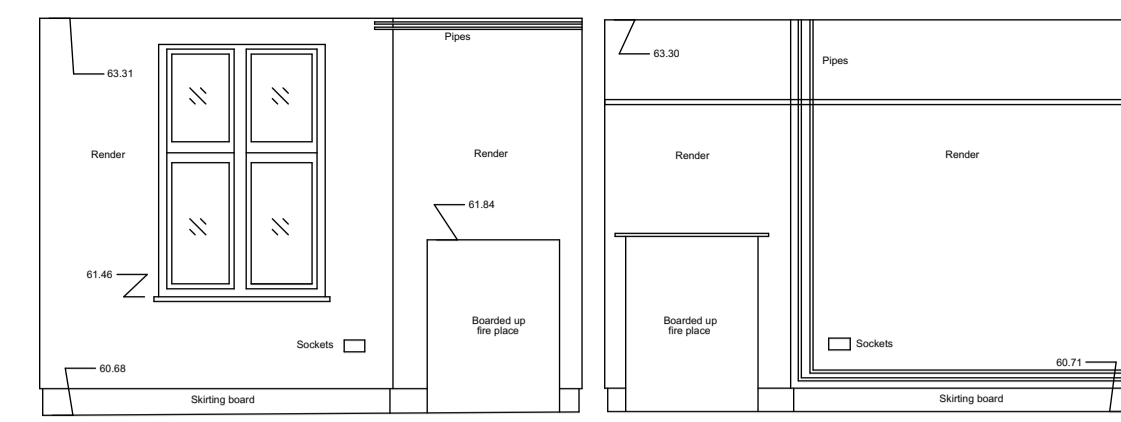 Pipes
63.31
Render
Render
61.84
61.46
Boarded up
fire place
Sockets
60.68
Skirting board
63.30
Pipes
Render
Render
Boarded up
fire place
Sockets
60.71
Skirting board